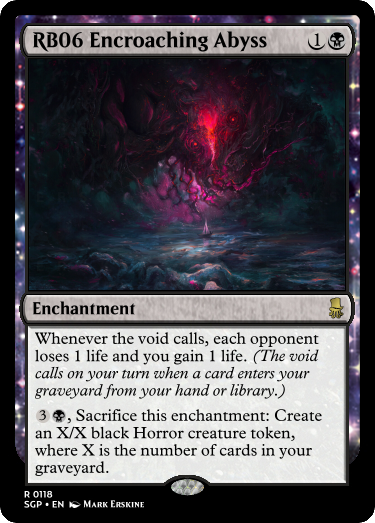 RB06 Encroaching Abyss 1
Enchantment
Whenever the void calls, each opponent
loses 1 life and you gain 1 life. (The void
calls on your turn when a card enters your
graveyard from your hand or library.)
3 , Sacrifice this enchantment: Create
an X/X black Horror creature token,
where X is the number of cards in your
graveyard.
R 0118
SGP • EN Mark Erskine